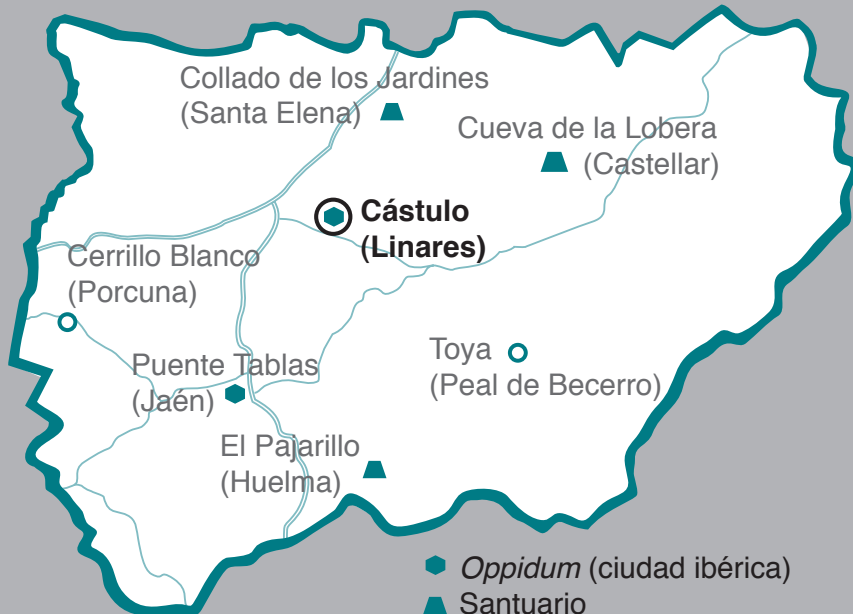 Collado de los Jardines
(Santa Elena)
Cueva de la Lobera
(Castellar)
Cástulo
(Linares)
Cerrillo Blanco
(Porcuna)
Toya
(Peal de Becerro)
Puente Tablas
(Jaén)
El Pajarillo
(Huelma)
Oppidum (ciudad ibérica)
Santuario